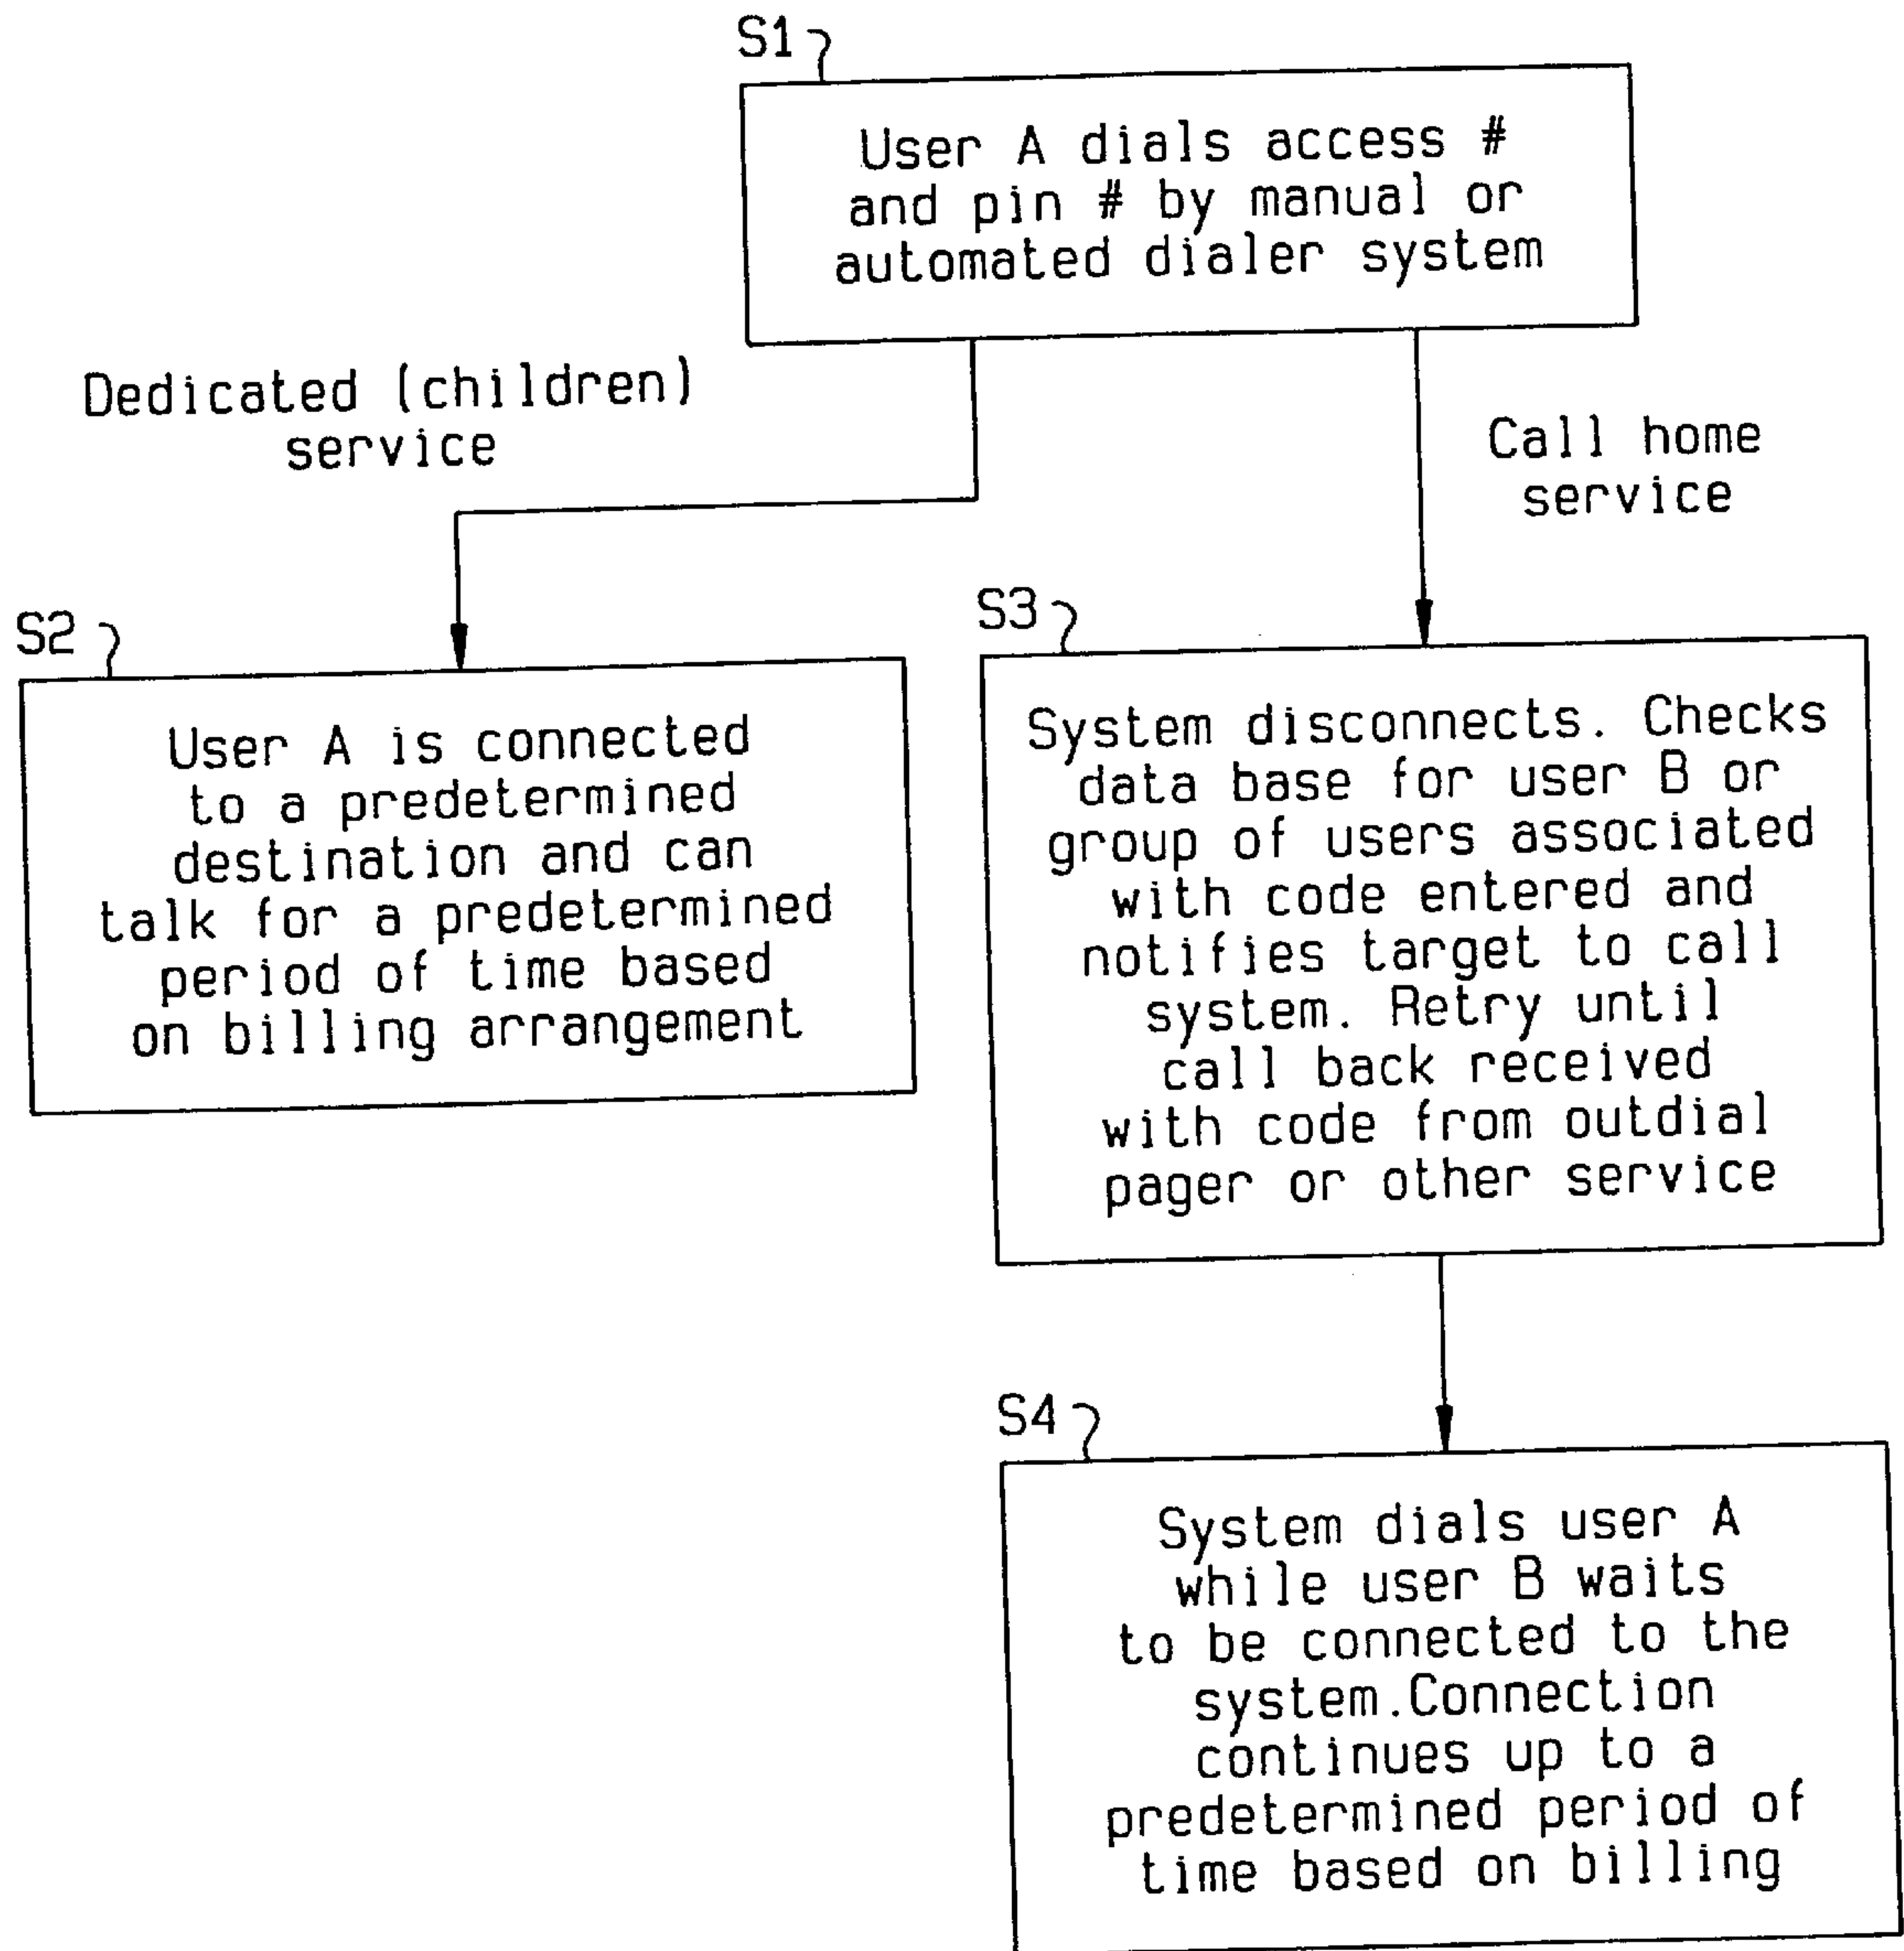 S1
User A dials access #
and pin # by manual or
automated dialer system
Dedicated (children)
service
Call home
service
S2
User A is connected
to a predetermined
destination and can
talk for a predetermined
period of time based
on billing arrangement
S3
System disconnects. Checks
data base for user B or
group of users associated
with code entered and
notifies target to call
system. Retry until
call back received
with code from outdial
pager or other service
S4
System dials user A
while user B waits
to be connected to the
system.Connection
continues up to a
predetermined period of
time based on billing